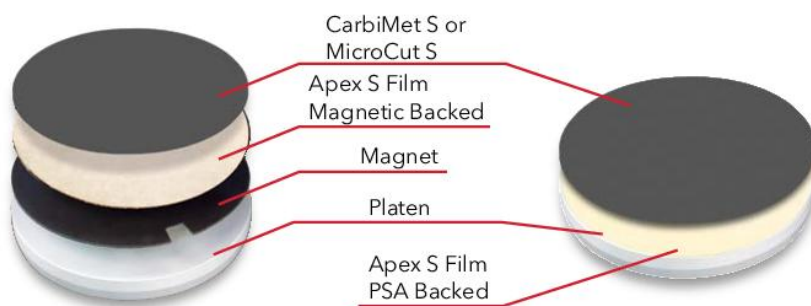 CarbiMet S or
MicroCut S
Apex S Film
Magnetic Backed
Magnet
Platen
Apex S Film
PSA Backed